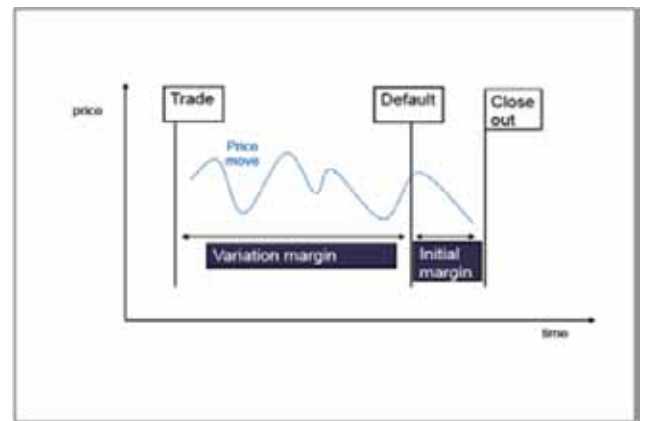 Trade
Default
Close
out
price
Price
move
Variation margin
Initial
margin
time